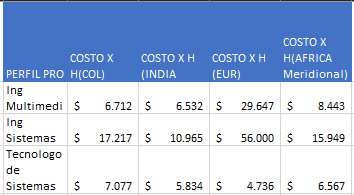 COSTO X
COSTO X COSTO X H COSTO X H H(AFRICA
PERFIL PRO H(COL) (INDIA (EUR) Meridional)
Ing
Multimedi $ 6.712 $ 6.532 $ 29.647 $ 8.443
Ing
Sistemas $ 17.217 $ 10.965 $ 56.000 $ 15.949
Tecnologo
de
Sistemas $ 7.077 $ 5.834 $ 4.736 $ 6.567